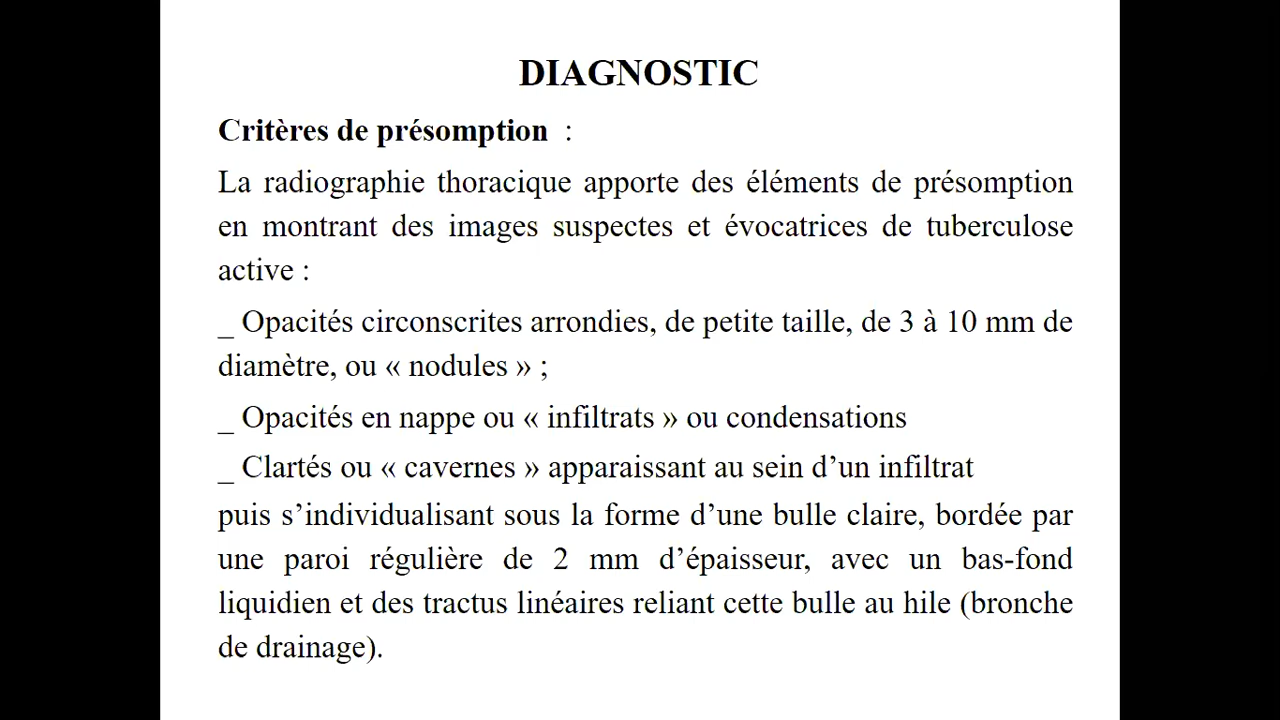 DIAGNOSTIC
Critères de présomption :
La radiographie thoracique apporte des éléments de présomption
en montrant des images suspectes et évocatrices de tuberculose
active :
_ Opacités circonscrites arrondies, de petite taille, de 3 à 10 mm de
diamètre, ou « nodules » ;
_ Opacités en nappe ou « infiltrats » ou condensations
_ Clartés ou « cavernes » apparaissant au sein d’un infiltrat
puis s’individualisant sous la forme d’une bulle claire, bordée par
une paroi régulière de 2 mm d’épaisseur, avec un bas-fond
liquidien et des tractus linéaires reliant cette bulle au hile (bronche
de drainage).